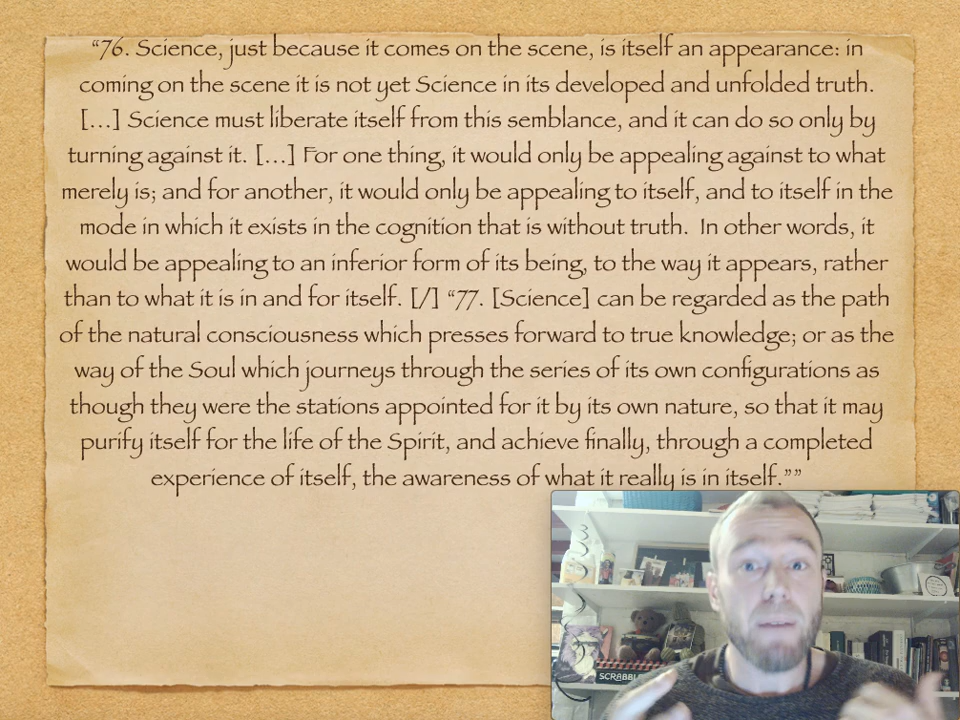 “76. Science, just because it comes on the scene, is itself an appearance: in
coming on the scene it is not yet Science in its developed and unfolded truth.
[…] Science must liberate itself from this semblance, and it can do so only by
turning against it. […] For one thing, it would only be appealing against to what
merely is; and for another, it would only be appealing to itself, and to itself in the
mode in which it exists in the cognition that is without truth.  In other words, it
would be appealing to an inferior form of its being, to the way it appears, rather
than to what it is in and for itself. [/] “77. [Science] can be regarded as the path
of the natural consciousness which presses forward to true knowledge; or as the
way of the Soul which journeys through the series of its own configurations as
though they were the stations appointed for it by its own nature, so that it may
purify itself for the life of the Spirit, and achieve finally, through a completed
experience of itself, the awareness of what it really is in itself.””
SCRABBLE